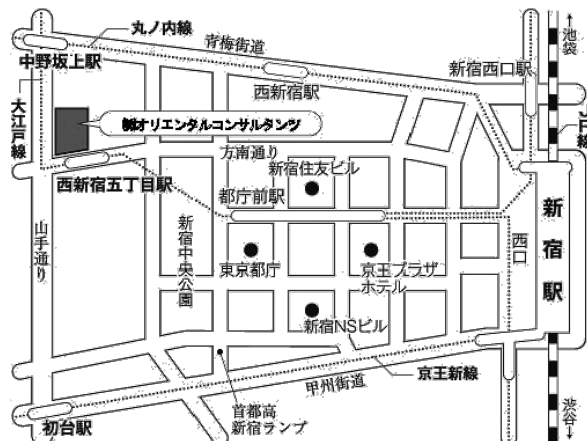 丸ノ内線
青梅街道
↑池袋
中野坂上駅
新宿西口駅
西新宿駅
大江戸線
㈱オリエンタルコンサルタンツ
方南通り
新宿住友ビル
西新宿五丁目駅
都庁前駅
山手通り
新宿中央公園
東京都庁
京王プラザ
ホテル
西口
新宿駅
新宿NSビル
甲州街道
京王新線
首都高
新宿ランプ
初台駅
渋谷↓